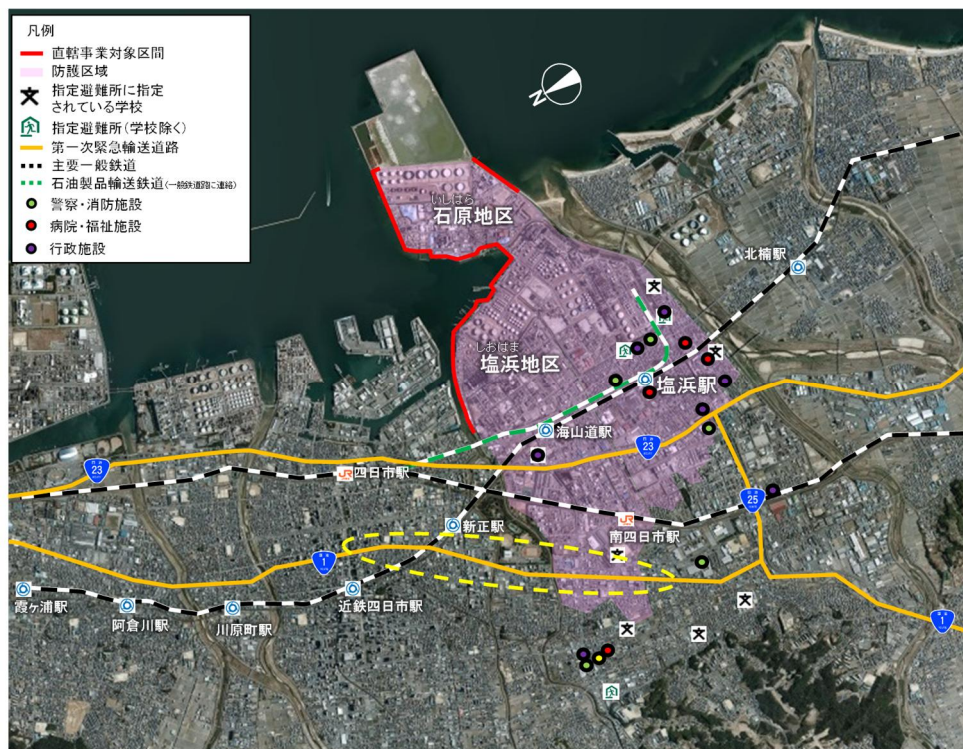 凡例
直轄事業対象区間
防護区域
指定避難所に指定
されている学校
指定避難所(学校除く)
第一次緊急輸送道路
主要一般鉄道
石油製品輸送鉄道(一般鉄道路に連絡)
警察・消防施設
病院・福祉施設
行政施設
N
いしはら
石原地区
北楠駅
しおはま
塩浜地区
塩浜駅
海山道駅
23
23
JR
四日市駅
25
新正駅
JR
南四日市駅
1
霞ヶ浦駅
阿倉川駅
川原町駅
近鉄四日市駅
1